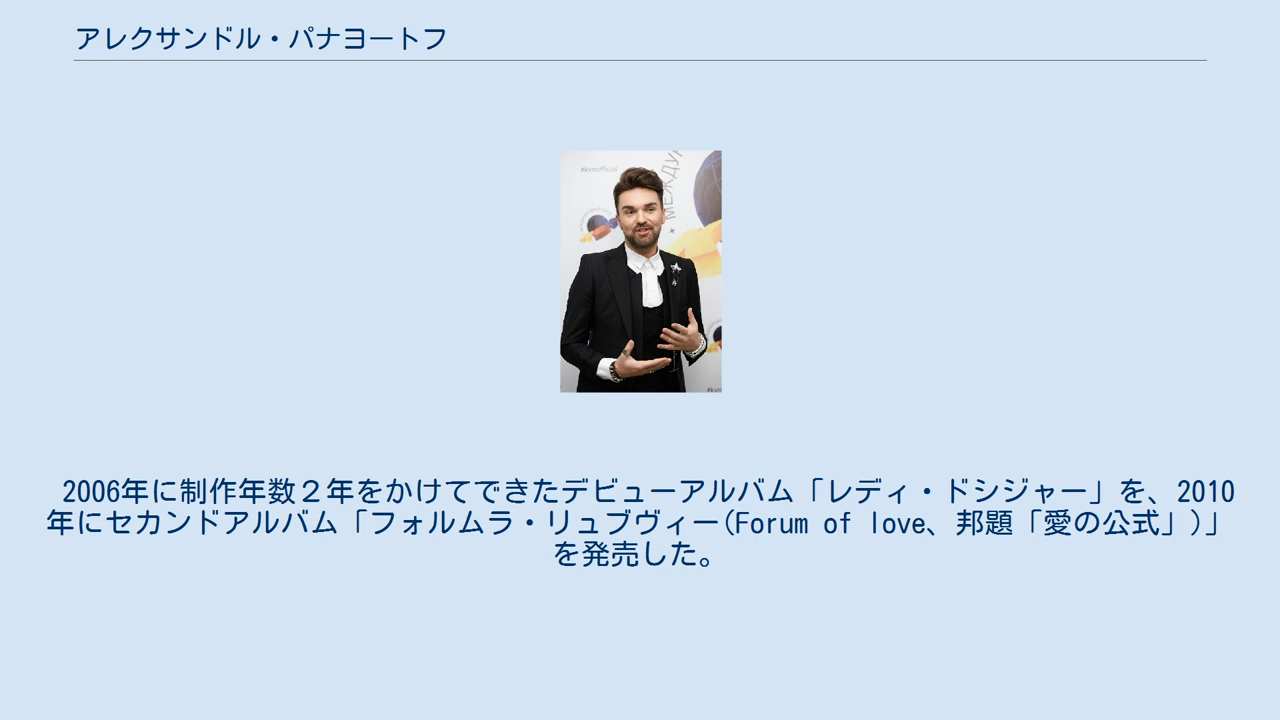 アレクサンドル・パナヨートフ
#kvnofficial
МЕЖДУН
2006年に制作年数２年をかけてできたデビューアルバム「レディ・ドシジャー」を、2010
年にセカンドアルバム「フォルムラ・リュブヴィー(Forum of love、邦題「愛の公式」)」
を発売した。